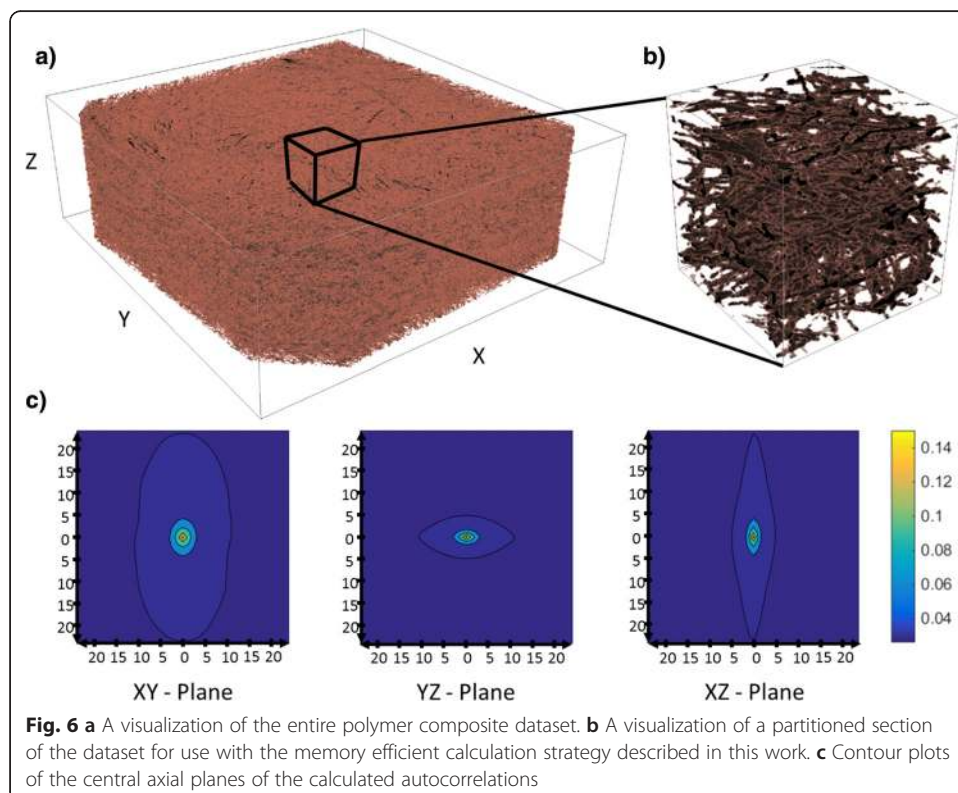 a)
b)
Z
Y
X
c)
20
15
10
5
0
5
10
15
20
20 15 10 5 0 5 10 15 20
XY - Plane
20
15
10
5
0
5
10
15
20
20 15 10 5 0 5 10 15 20
YZ - Plane
20
15
10
5
0
5
10
15
20
20 15 10 5 0 5 10 15 20
XZ - Plane
0.14
0.12
0.1
0.08
0.06
0.04
Fig. 6 a A visualization of the entire polymer composite dataset. b A visualization of a partitioned section
of the dataset for use with the memory efficient calculation strategy described in this work. c Contour plots
of the central axial planes of the calculated autocorrelations